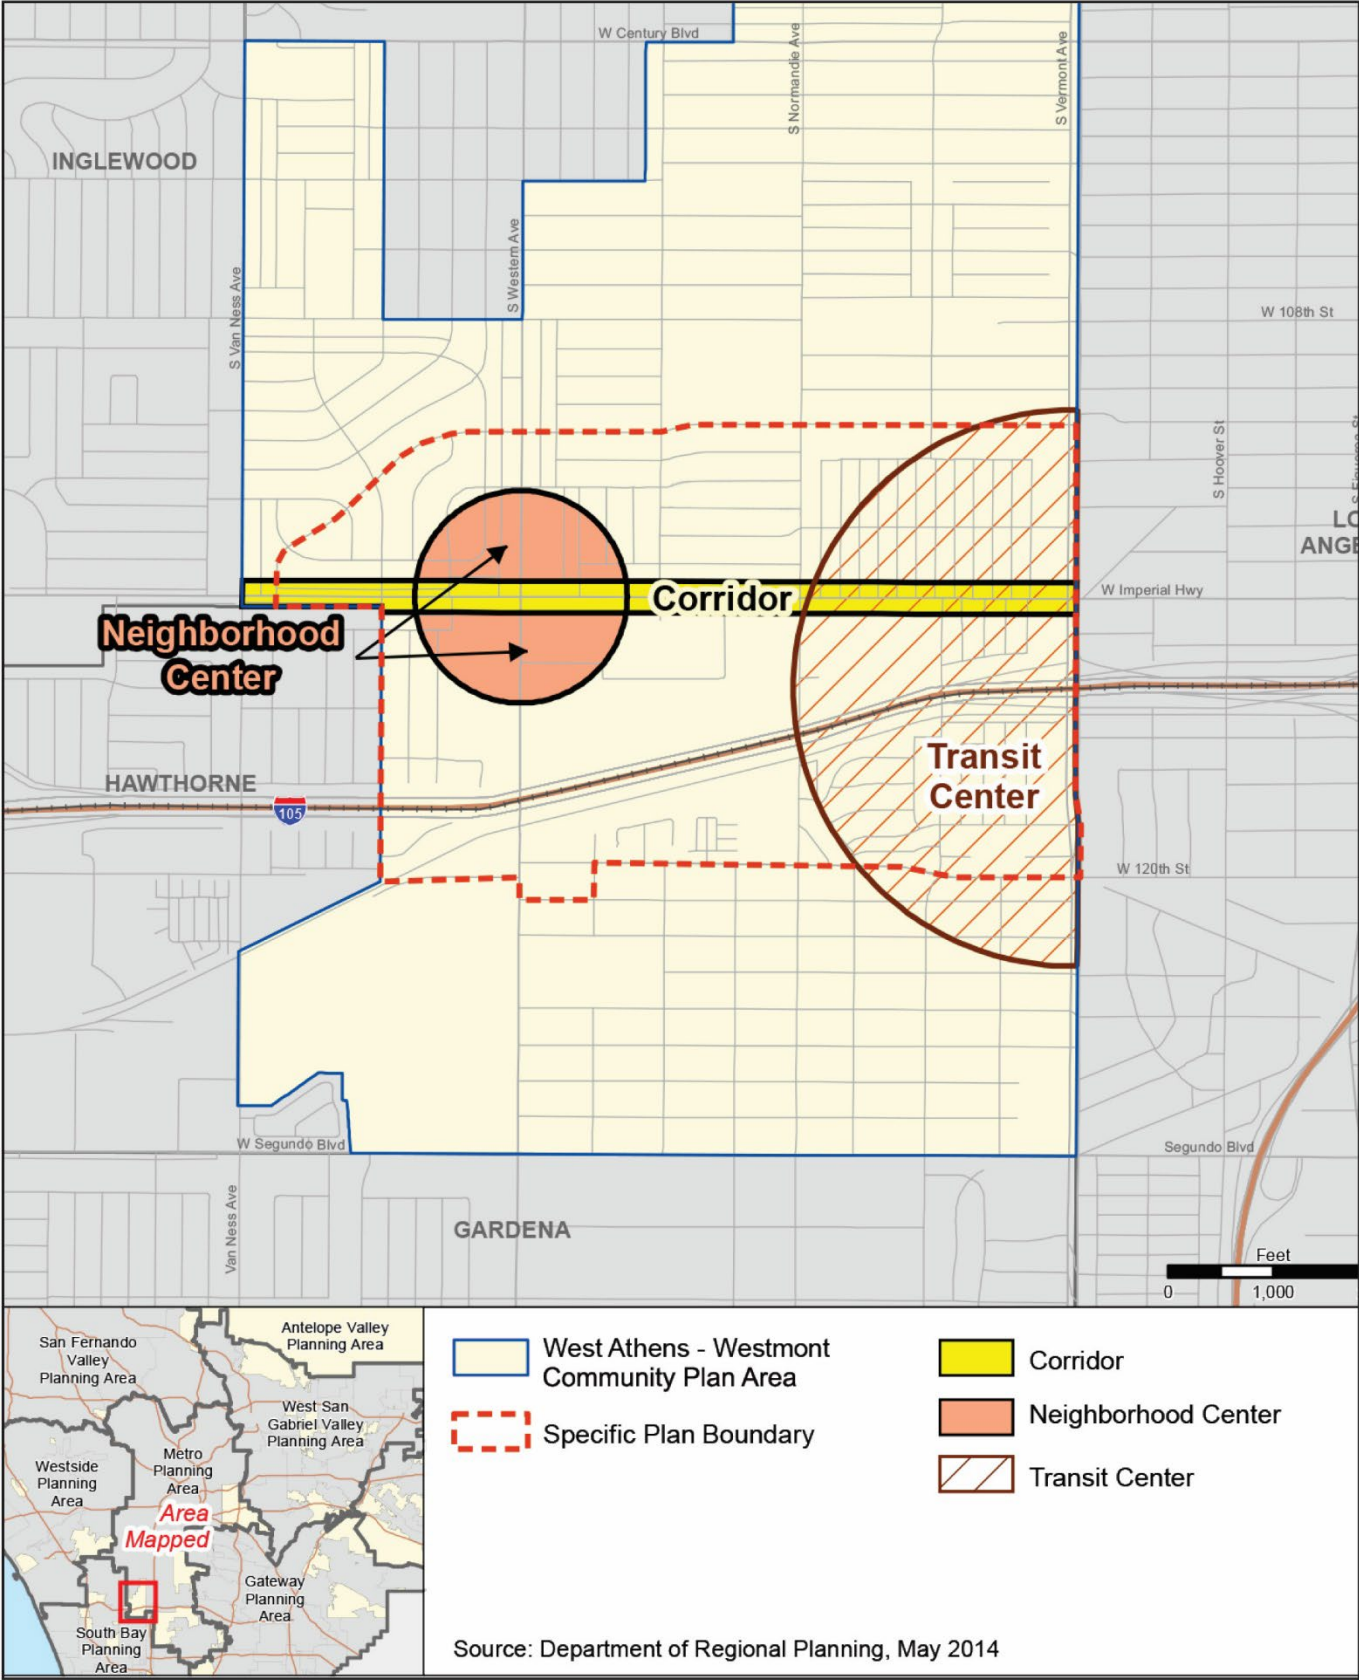 W Century Blvd
S Normandie Ave
S Vermont Ave
INGLEWOOD
S Western Ave
S Van Ness Ave
W 108th St
S Hoover St
S Figueroa St
LO
ANGE
Corridor
W Imperial Hwy
Neighborhood
Center
Transit
Center
HAWTHORNE
105
W 120th St
W Segundo Blvd
Segundo Blvd
Van Ness Ave
GARDENA
Feet
0 1,000
San Fernando
Valley
Planning Area
Antelope Valley
Planning Area
West San
Gabriel Valley
Planning Area
Westside
Planning
Area
Metro
Planning
Area
Area
Mapped
Gateway
Planning
Area
South Bay
Planning
Area
West Athens - Westmont
Community Plan Area
Specific Plan Boundary
Corridor
Neighborhood Center
Transit Center
Source: Department of Regional Planning, May 2014